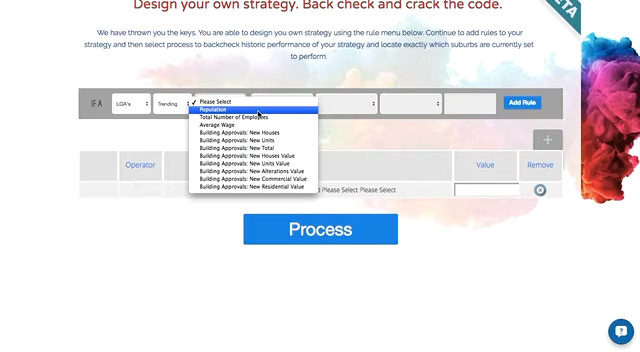 Design your own strategy. Back check and crack the code.
BETA
We have thrown you the keys. You are able to design you own strategy using the rule menu below. Continue to add rules to your
strategy and then select process to backcheck historic performance of your strategy and locate exactly which suburbs are currently set
to perform.
IF A LGA's Trending ✓ Please Select Add Rule
Population
Total Number of Employees
Average Wage
Building Approvals: New Houses
Building Approvals: New Units
Building Approvals: New Total
Building Approvals: New Houses Value
Building Approvals: New Units Value
Building Approvals: New Alterations Value
Building Approvals: New Commercial Value
Building Approvals: New Residential Value
+
Operator Value Remove
Please Select Please Select
Process